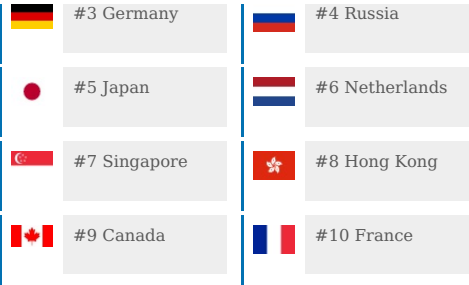 #3 Germany
#4 Russia
#5 Japan
#6 Netherlands
#7 Singapore
#8 Hong Kong
#9 Canada
#10 France